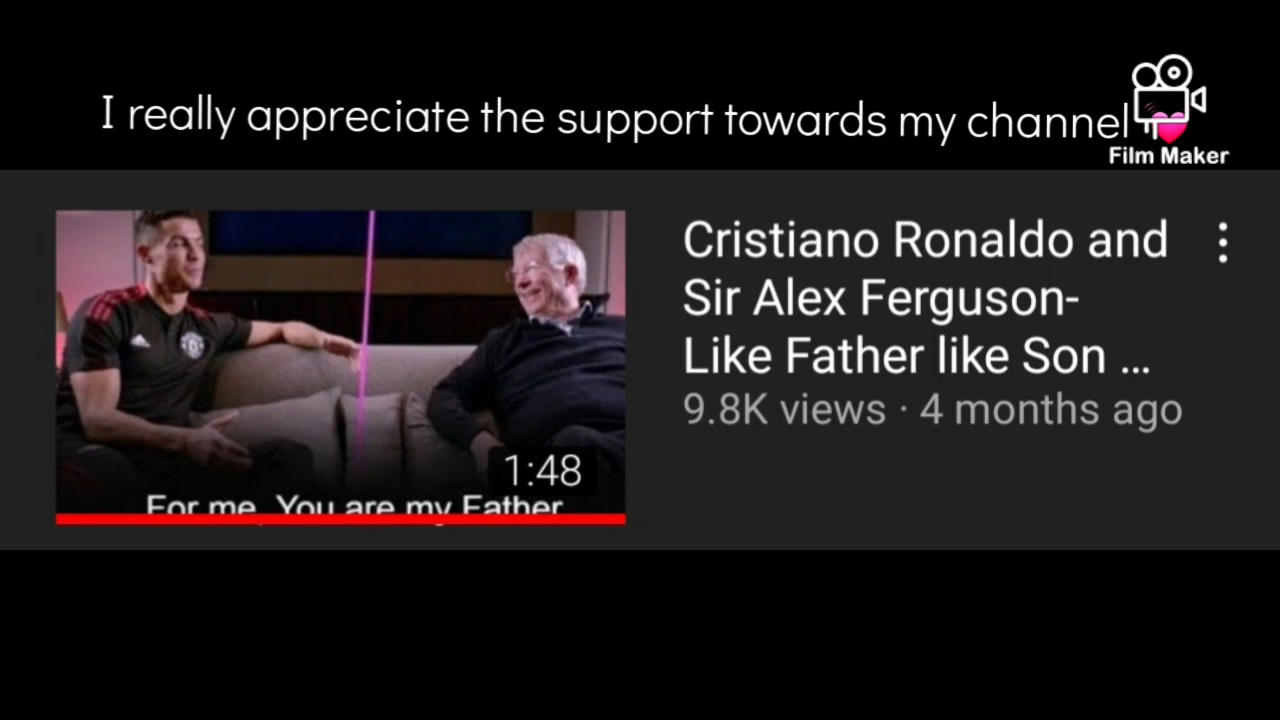 I really appreciate the support towards my channel
Film Maker
Cristiano Ronaldo and
Sir Alex Ferguson-
Like Father like Son ...
9.8K views · 4 months ago
1:48
For me, You are my Father